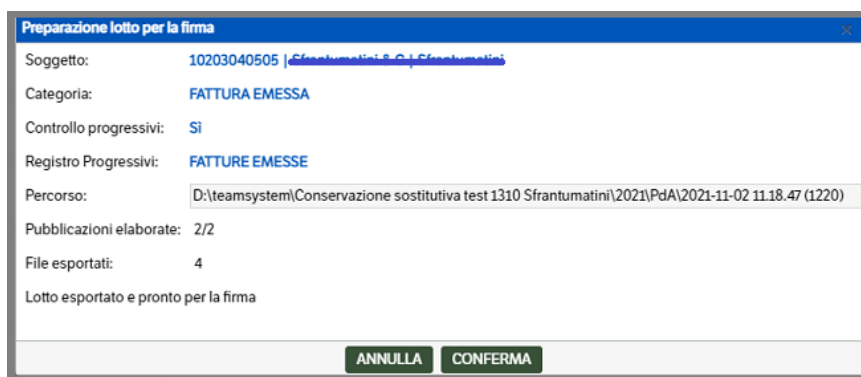 Preparazione lotto per la firma
Soggetto: 10203040505 | Sfrantumatini & C | Sfrantumatini
Categoria: FATTURA EMESSA
Controllo progressivi: Sì
Registro Progressivi: FATTURE EMESSE
Percorso: D:\teamsystem\Conservazione sostitutiva test 1310 Sfrantumatini\2021\PdA\2021-11-02 11.18.47 (1220)
Pubblicazioni elaborate: 2/2
File esportati: 4
Lotto esportato e pronto per la firma
ANNULLA CONFERMA